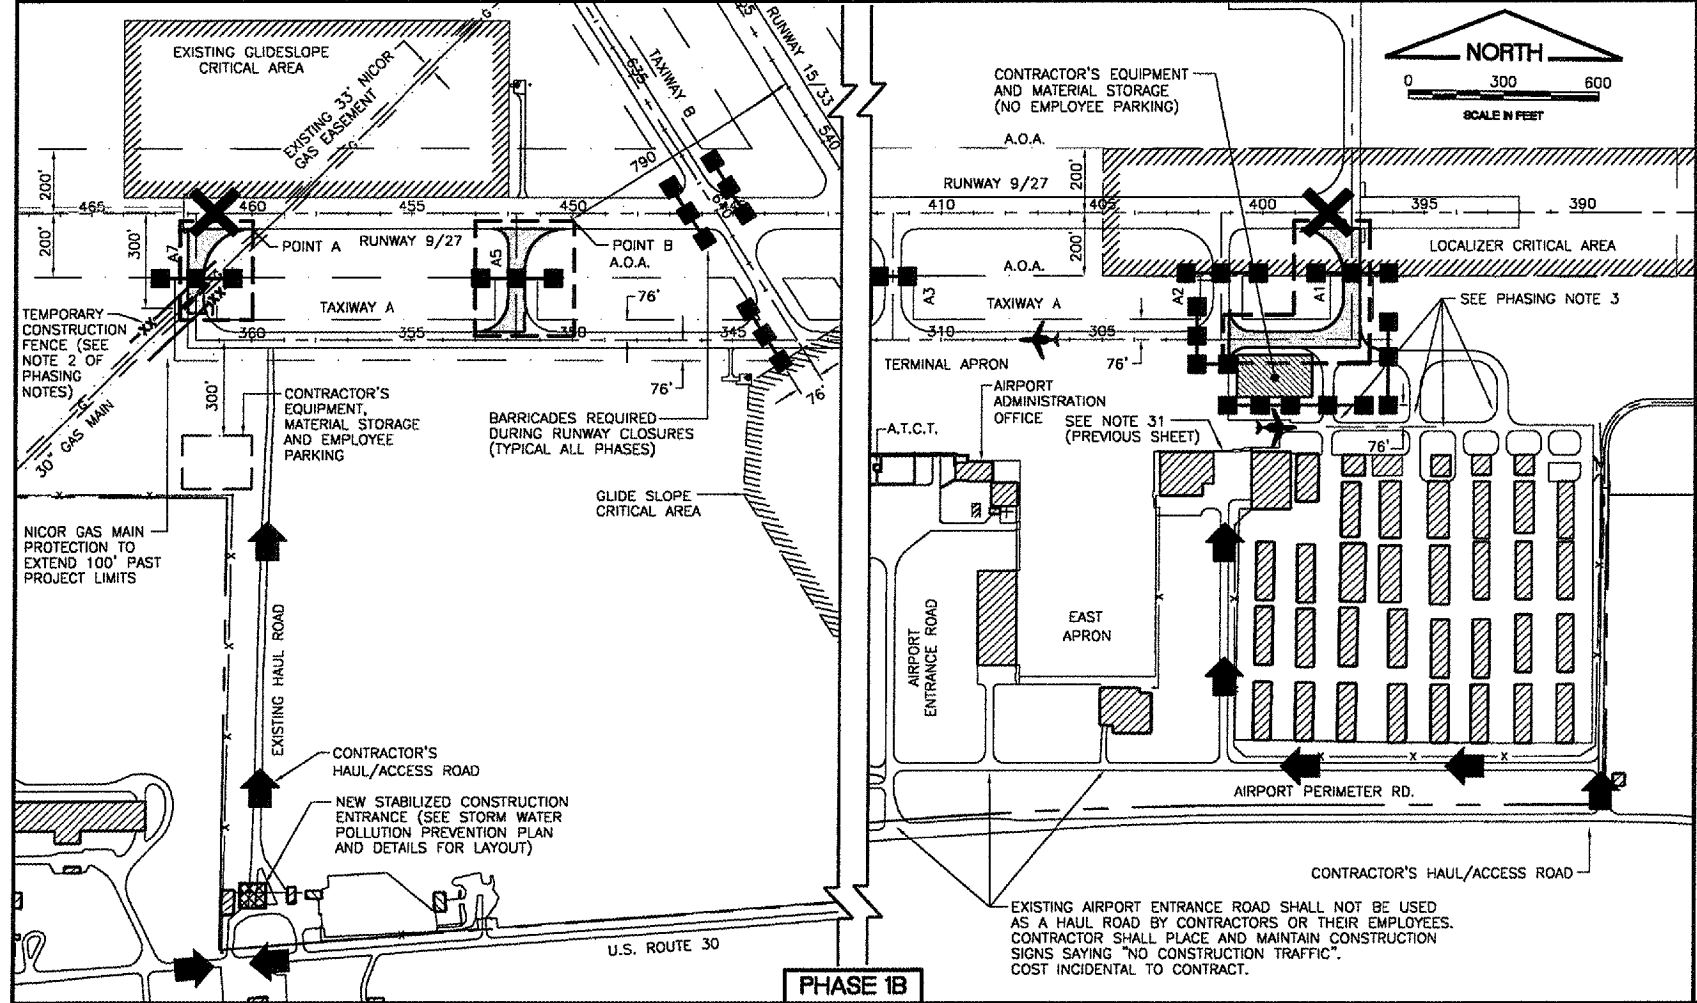 EXISTING GLIDESLOPE
CRITICAL AREA
EXISTING 33' NICOR
GAS EASEMENT
G
G
G
G
TAXIWAY B
635
RUNWAY 15/33
540
790
640
200'
200'
300'
465
460
455
450
A7
POINT A
RUNWAY 9/27
A5
POINT B
A.O.A.
TAXIWAY A
76'
360
355
350
345
76'
76'
TEMPORARY
CONSTRUCTION
FENCE (SEE
NOTE 2 OF
PHASING
NOTES)
30" GAS MAIN
300'
CONTRACTOR'S
EQUIPMENT,
MATERIAL STORAGE
AND EMPLOYEE
PARKING
BARRICADES REQUIRED
DURING RUNWAY CLOSURES
(TYPICAL ALL PHASES)
GLIDE SLOPE
CRITICAL AREA
NICOR GAS MAIN
PROTECTION TO
EXTEND 100' PAST
PROJECT LIMITS
EXISTING HAUL ROAD
CONTRACTOR'S
HAUL/ACCESS ROAD
NEW STABILIZED CONSTRUCTION
ENTRANCE (SEE STORM WATER
POLLUTION PREVENTION PLAN
AND DETAILS FOR LAYOUT)
U.S. ROUTE 30
NORTH
0 300 600
SCALE IN FEET
CONTRACTOR'S EQUIPMENT
AND MATERIAL STORAGE
(NO EMPLOYEE PARKING)
A.O.A.
200'
200'
RUNWAY 9/27
410
405
400
395
390
LOCALIZER CRITICAL AREA
A.O.A.
A3
A2
A1
TAXIWAY A
SEE PHASING NOTE 3
310
305
76'
TERMINAL APRON
AIRPORT
ADMINISTRATION
OFFICE
SEE NOTE 31
(PREVIOUS SHEET)
A.T.C.T.
76'
AIRPORT
ENTRANCE ROAD
EAST
APRON
AIRPORT PERIMETER RD.
CONTRACTOR'S HAUL/ACCESS ROAD
EXISTING AIRPORT ENTRANCE ROAD SHALL NOT BE USED
AS A HAUL ROAD BY CONTRACTORS OR THEIR EMPLOYEES.
CONTRACTOR SHALL PLACE AND MAINTAIN CONSTRUCTION
SIGNS SAYING "NO CONSTRUCTION TRAFFIC".
COST INCIDENTAL TO CONTRACT.
PHASE 1B